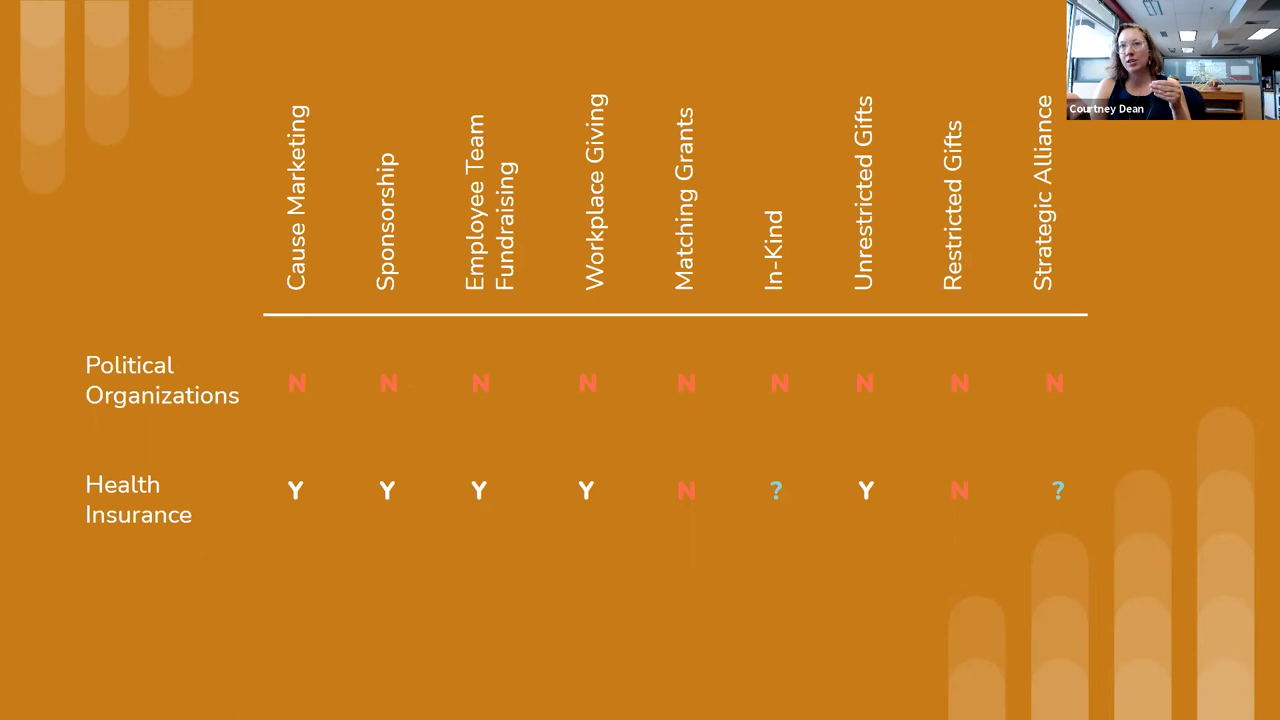 Courtney Dean
Cause Marketing
Sponsorship
Employee Team
Fundraising
Workplace Giving
Matching Grants
In-Kind
Unrestricted Gifts
Restricted Gifts
Strategic Alliance
Political
Organizations
N N N N N N N N N
Health
Insurance
Y Y Y Y N ? Y N ?